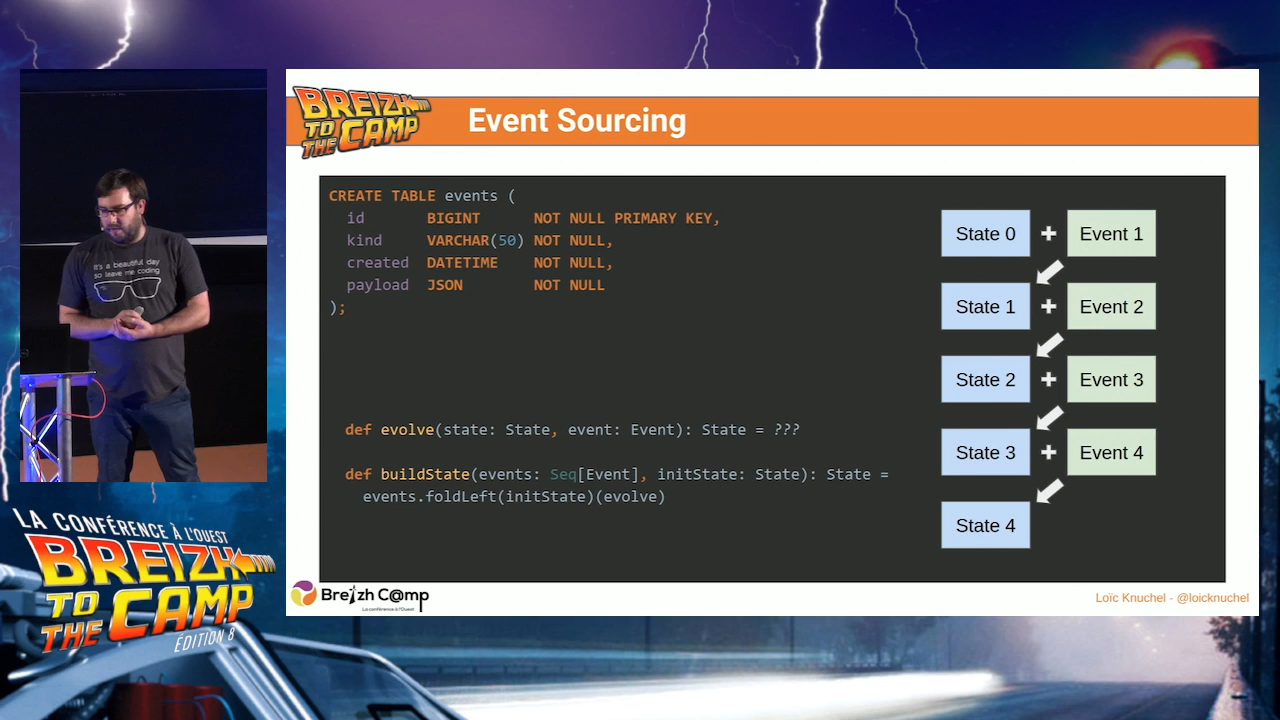 BREIZH
TO
THE CAMP
Event Sourcing
CREATE TABLE events (
id BIGINT NOT NULL PRIMARY KEY,
kind VARCHAR(50) NOT NULL,
created DATETIME NOT NULL,
payload JSON NOT NULL
);
def evolve(state: State, event: Event): State = ???
def buildState(events: Seq[Event], initState: State): State =
events.foldLeft(initState)(evolve)
State 0 + Event 1
State 1 + Event 2
State 2 + Event 3
State 3 + Event 4
State 4
It's a beautiful day
so leave me coding
Breizh C@mp
La conférence à l'Ouest
Loïc Knuchel - @loicknuchel
LA CONFÉRENCE À L'OUEST
BREIZH
TO
THE CAMP
ÉDITION 8